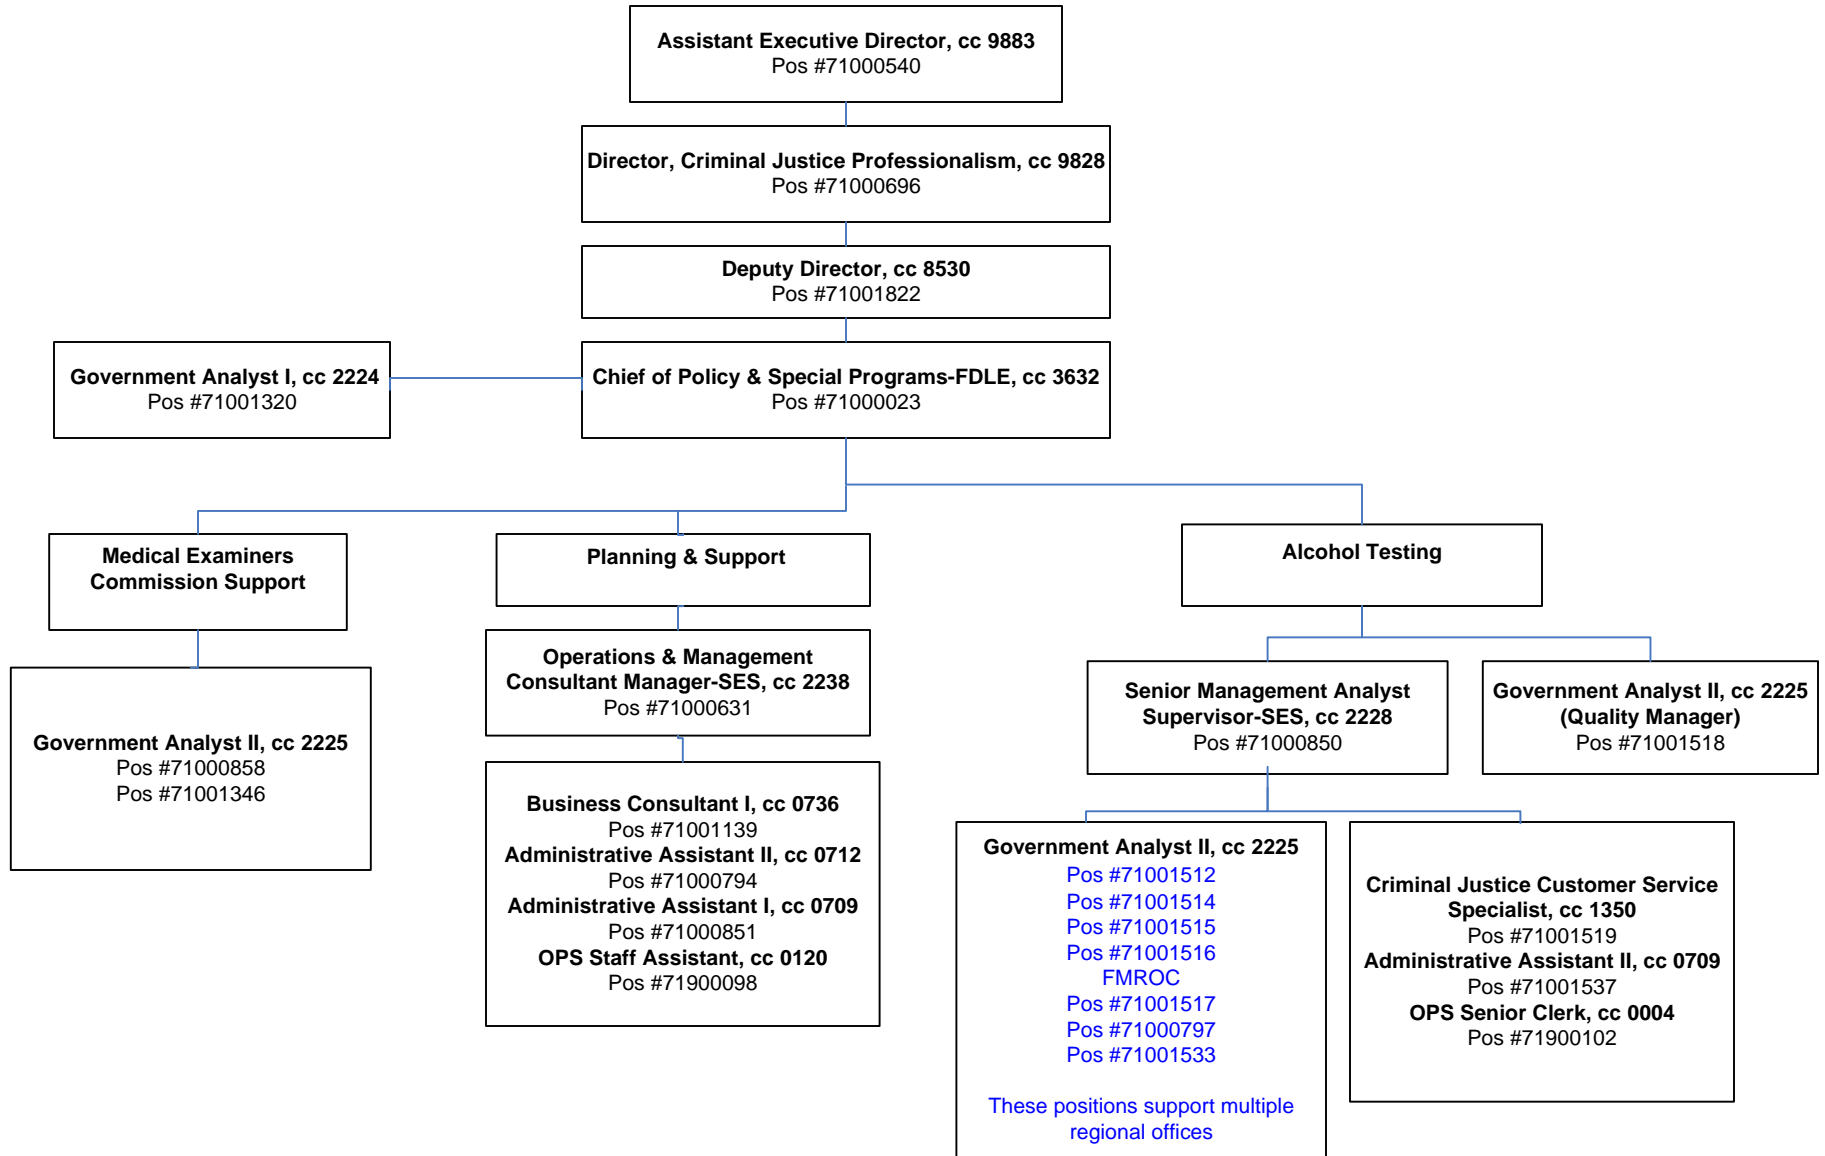 Assistant Executive Director, cc 9883
Pos #71000540
Director, Criminal Justice Professionalism, cc 9828
Pos #71000696
Deputy Director, cc 8530
Pos #71001822
Government Analyst I, cc 2224
Pos #71001320
Chief of Policy & Special Programs-FDLE, cc 3632
Pos #71000023
Medical Examiners
Commission Support
Planning & Support
Alcohol Testing
Government Analyst II, cc 2225
Pos #71000858
Pos #71001346
Operations & Management
Consultant Manager-SES, cc 2238
Pos #71000631
Business Consultant I, cc 0736
Pos #71001139
Administrative Assistant II, cc 0712
Pos #71000794
Administrative Assistant I, cc 0709
Pos #71000851
OPS Staff Assistant, cc 0120
Pos #71900098
Senior Management Analyst
Supervisor-SES, cc 2228
Pos #71000850
Government Analyst II, cc 2225
(Quality Manager)
Pos #71001518
Government Analyst II, cc 2225
Pos #71001512
Pos #71001514
Pos #71001515
Pos #71001516
FMROC
Pos #71001517
Pos #71000797
Pos #71001533
These positions support multiple
regional offices
Criminal Justice Customer Service
Specialist, cc 1350
Pos #71001519
Administrative Assistant II, cc 0709
Pos #71001537
OPS Senior Clerk, cc 0004
Pos #71900102